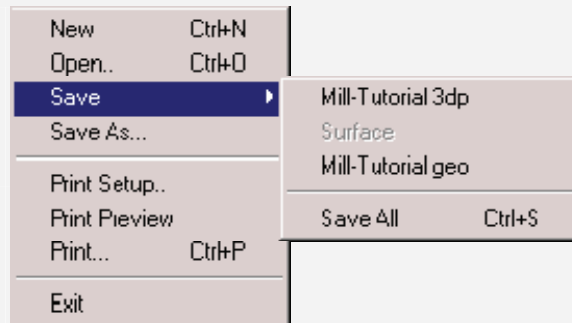 New Ctrl+N
Open.. Ctrl+O
Save
Save As...
Print Setup..
Print Preview
Print... Ctrl+P
Exit
Mill-Tutorial 3dp
Surface
Mill-Tutorial geo
Save All Ctrl+S